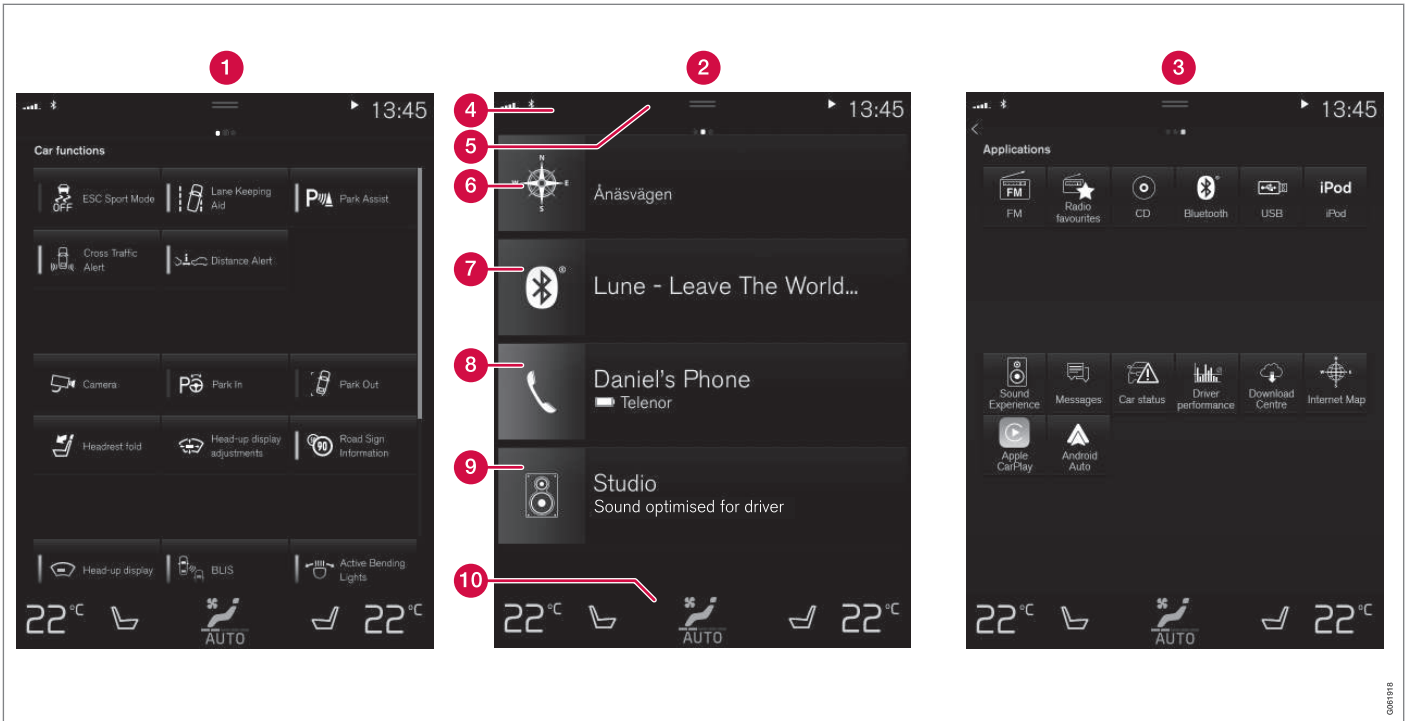 1
2
3
13:45
Car functions
OFF
ESC Sport Mode
Lane Keeping
Aid
P
Park Assist
Cross Traffic
Alert
Distance Alert
Camera
P
Park In
Park Out
Headrest fold
Head-up display
adjustments
90
Road Sign
Information
Head-up display
BLIS
Active Bending
Lights
22°C
AUTO
22°C
4
13:45
5
6
N
W
E
S
Ånäsvägen
7
Lune - Leave The World...
8
Daniel's Phone
Telenor
9
Studio
Sound optimised for driver
10
22°C
AUTO
22°C
13:45
Applications
FM
FM
Radio
favourites
CD
Bluetooth
USB
iPod
iPod
Sound
Experience
Messages
Car status
Driver
performance
Download
Centre
Internet Map
Apple
CarPlay
Android
Auto
22°C
AUTO
22°C
G061918